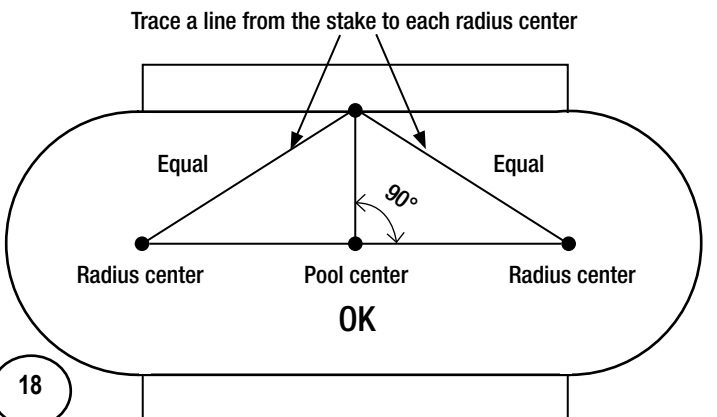 Trace a line from the stake to each radius center
Equal
Equal
90°
Radius center
Pool center
Radius center
OK
18